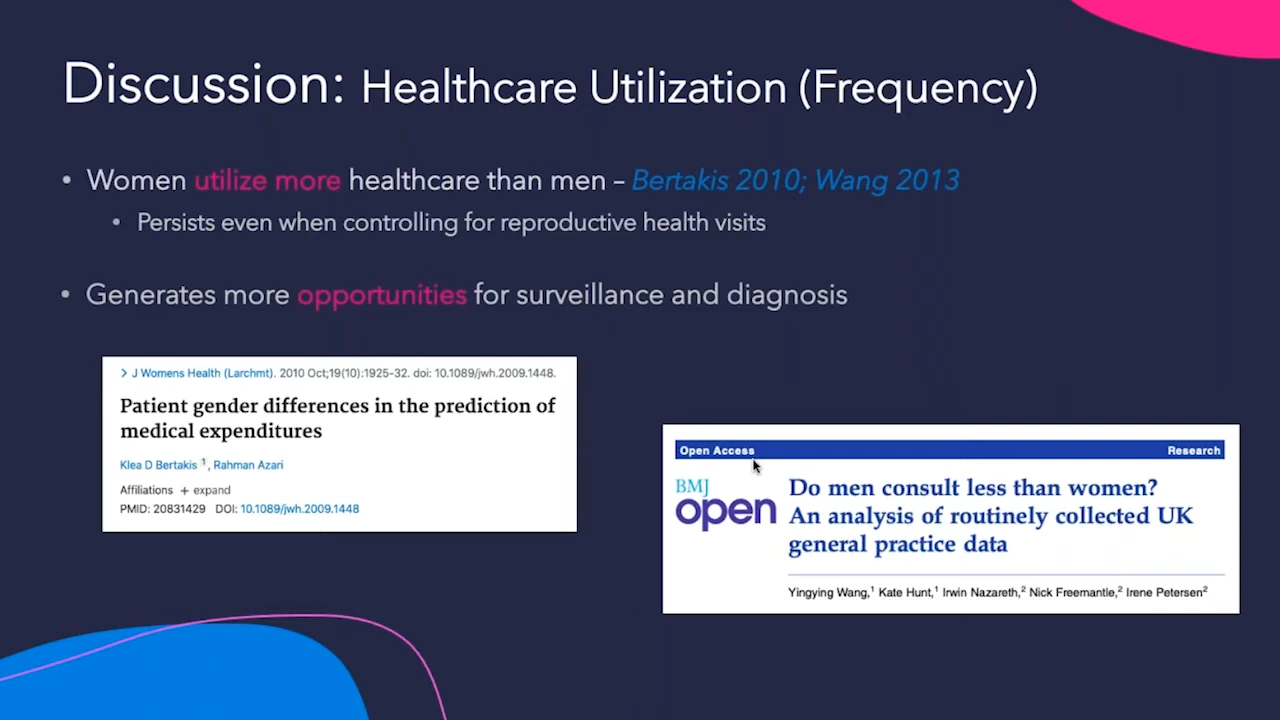 Discussion: Healthcare Utilization (Frequency)
• Women utilize more healthcare than men – Bertakis 2010; Wang 2013
• Persists even when controlling for reproductive health visits
• Generates more opportunities for surveillance and diagnosis
> J Womens Health (Larchmt). 2010 Oct;19(10):1925-32. doi: 10.1089/jwh.2009.1448.
Patient gender differences in the prediction of
medical expenditures
Klea D Bertakis 1, Rahman Azari
Affiliations + expand
PMID: 20831429 DOI: 10.1089/jwh.2009.1448
Open Access Research
BMJ
open
Do men consult less than women?
An analysis of routinely collected UK
general practice data
Yingying Wang,1 Kate Hunt,1 Irwin Nazareth,2 Nick Freemantle,2 Irene Petersen2